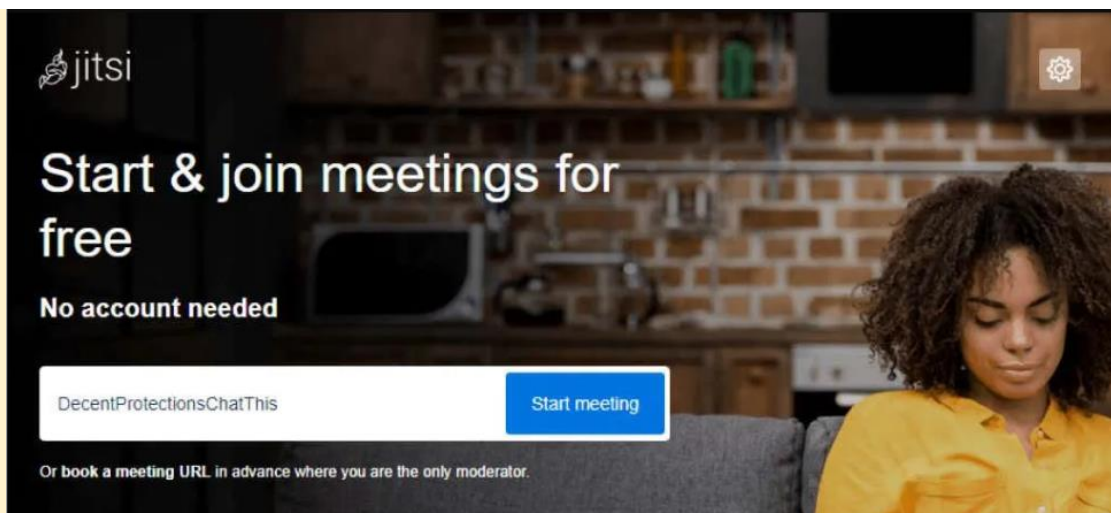 jitsi
Start & join meetings for
free
No account needed
DecentProtectionsChatThis
Start meeting
Or book a meeting URL in advance where you are the only moderator.